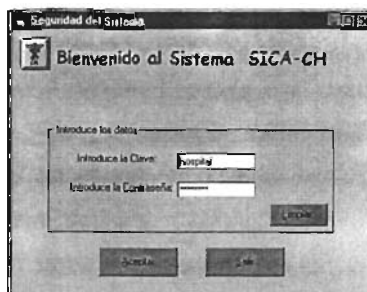 Seguridad del Sistema
Bienvenido al Sistema SICA-CH
Introduce los datos
Introduce la Clave: hospital
Introduce la Contraseña: ********
Limpiar
Aceptar Salir